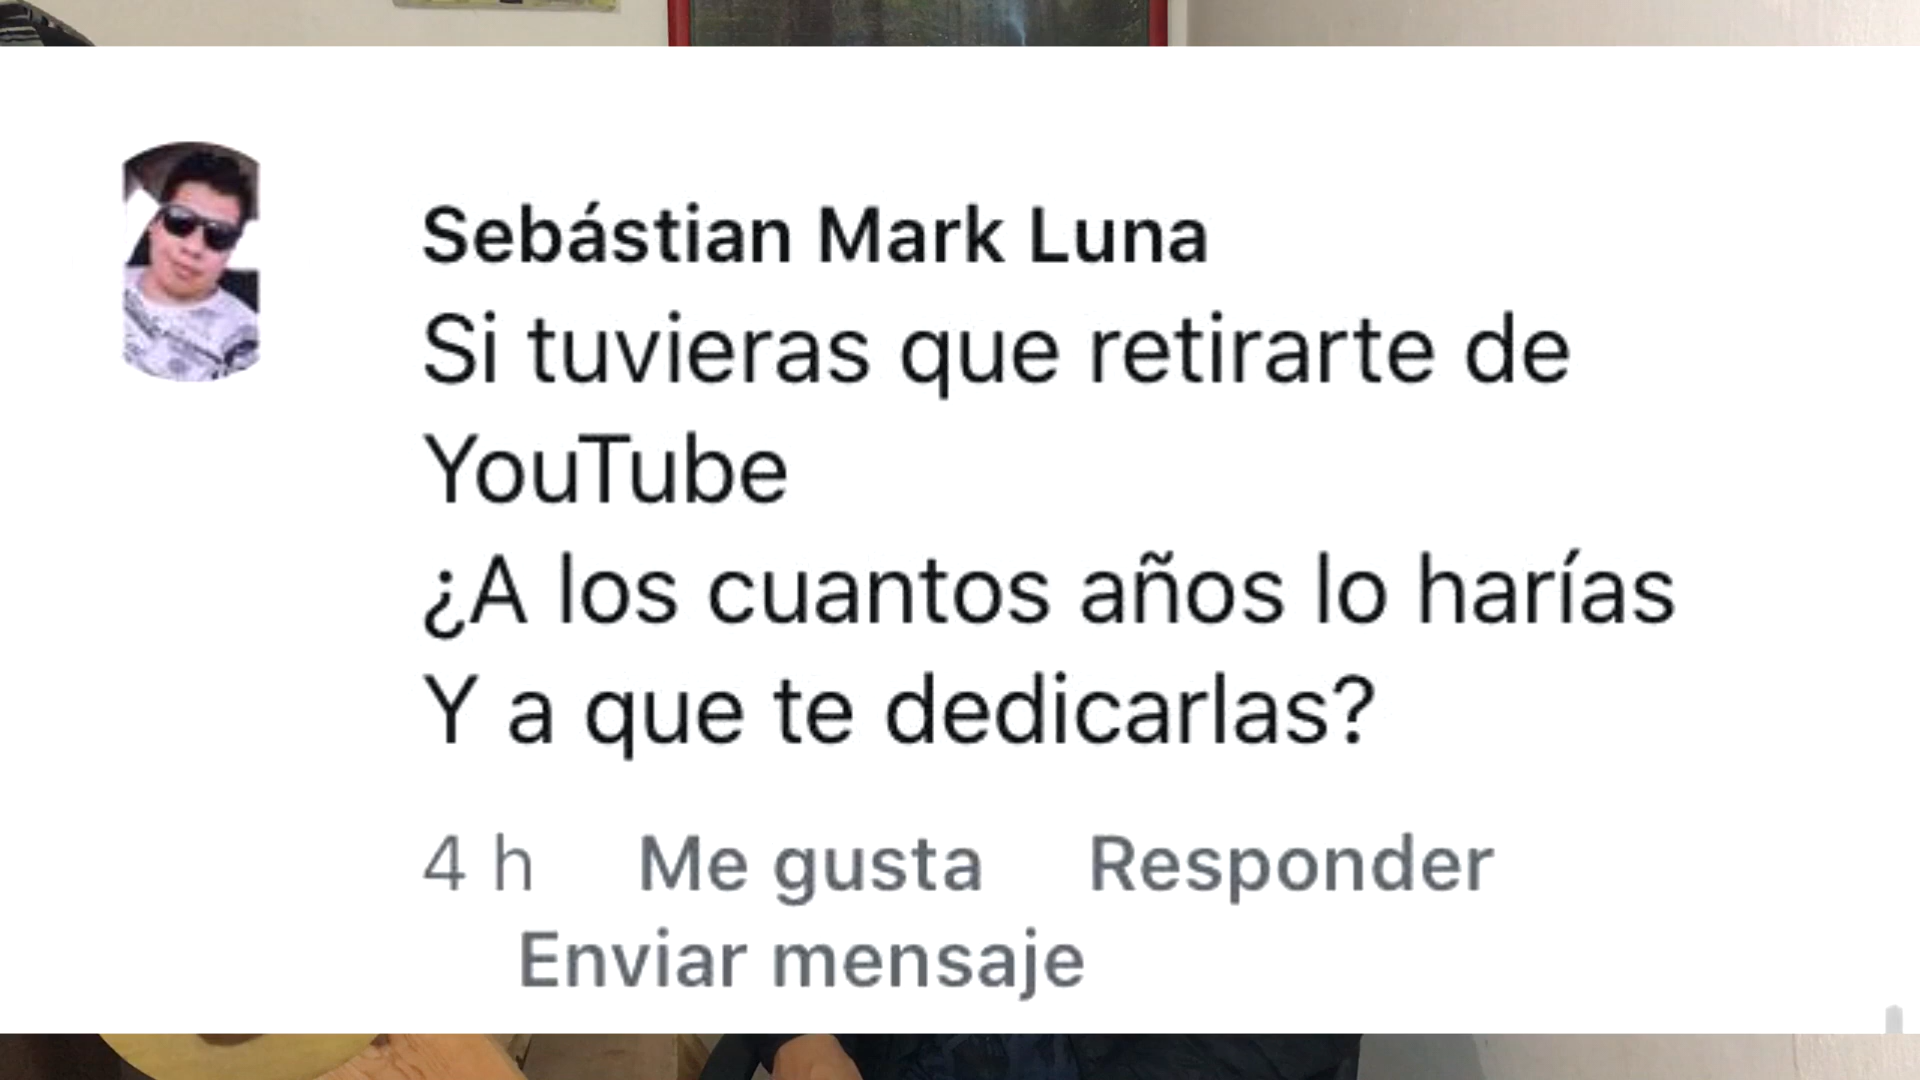 Sebástian Mark Luna
Si tuvieras que retirarte de
YouTube
¿A los cuantos años lo harías
Y a que te dedicarlas?
4 h Me gusta Responder
Enviar mensaje